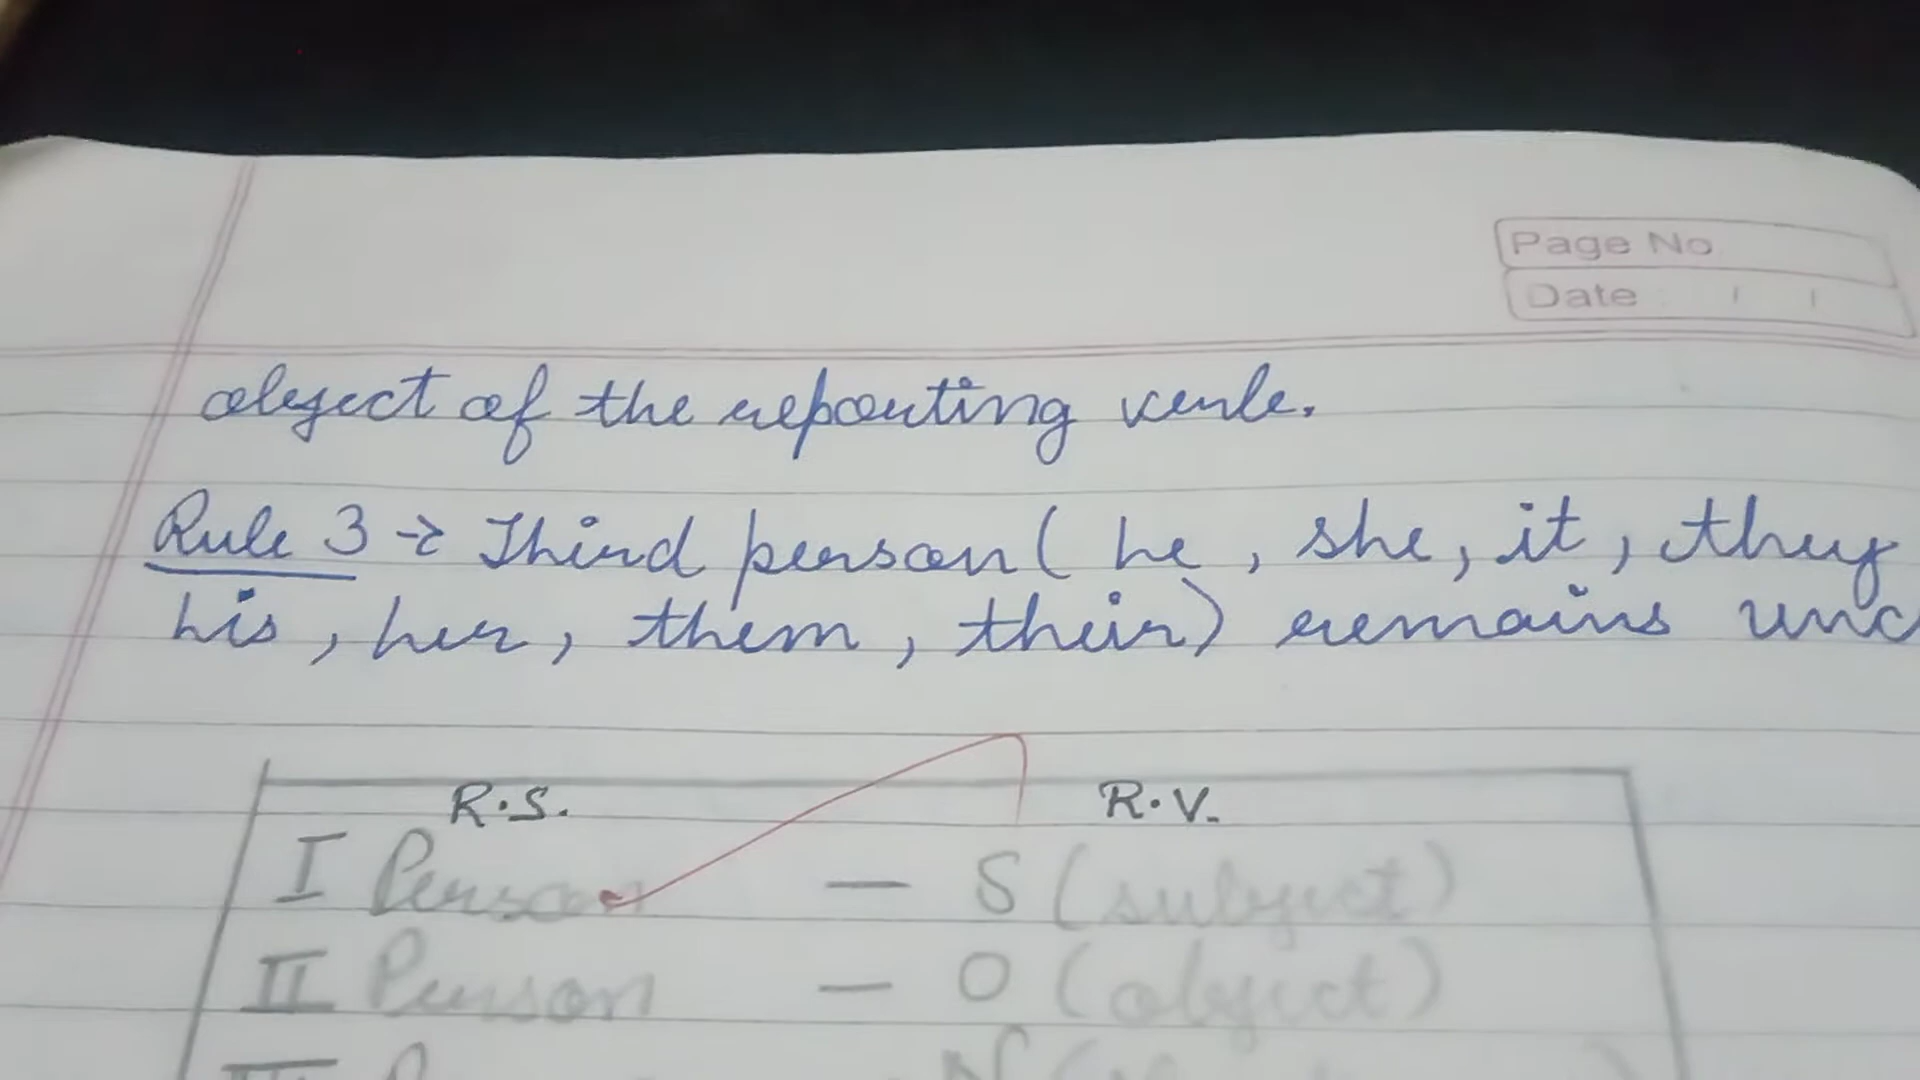 Page No
Date / /
object of the reporting verb.
Rule 3 → Third person ( he , she, it , they
his , her , them , their ) remains unc
R.S. R.V.
I Person — S (subject)
II Person — O (object)
III